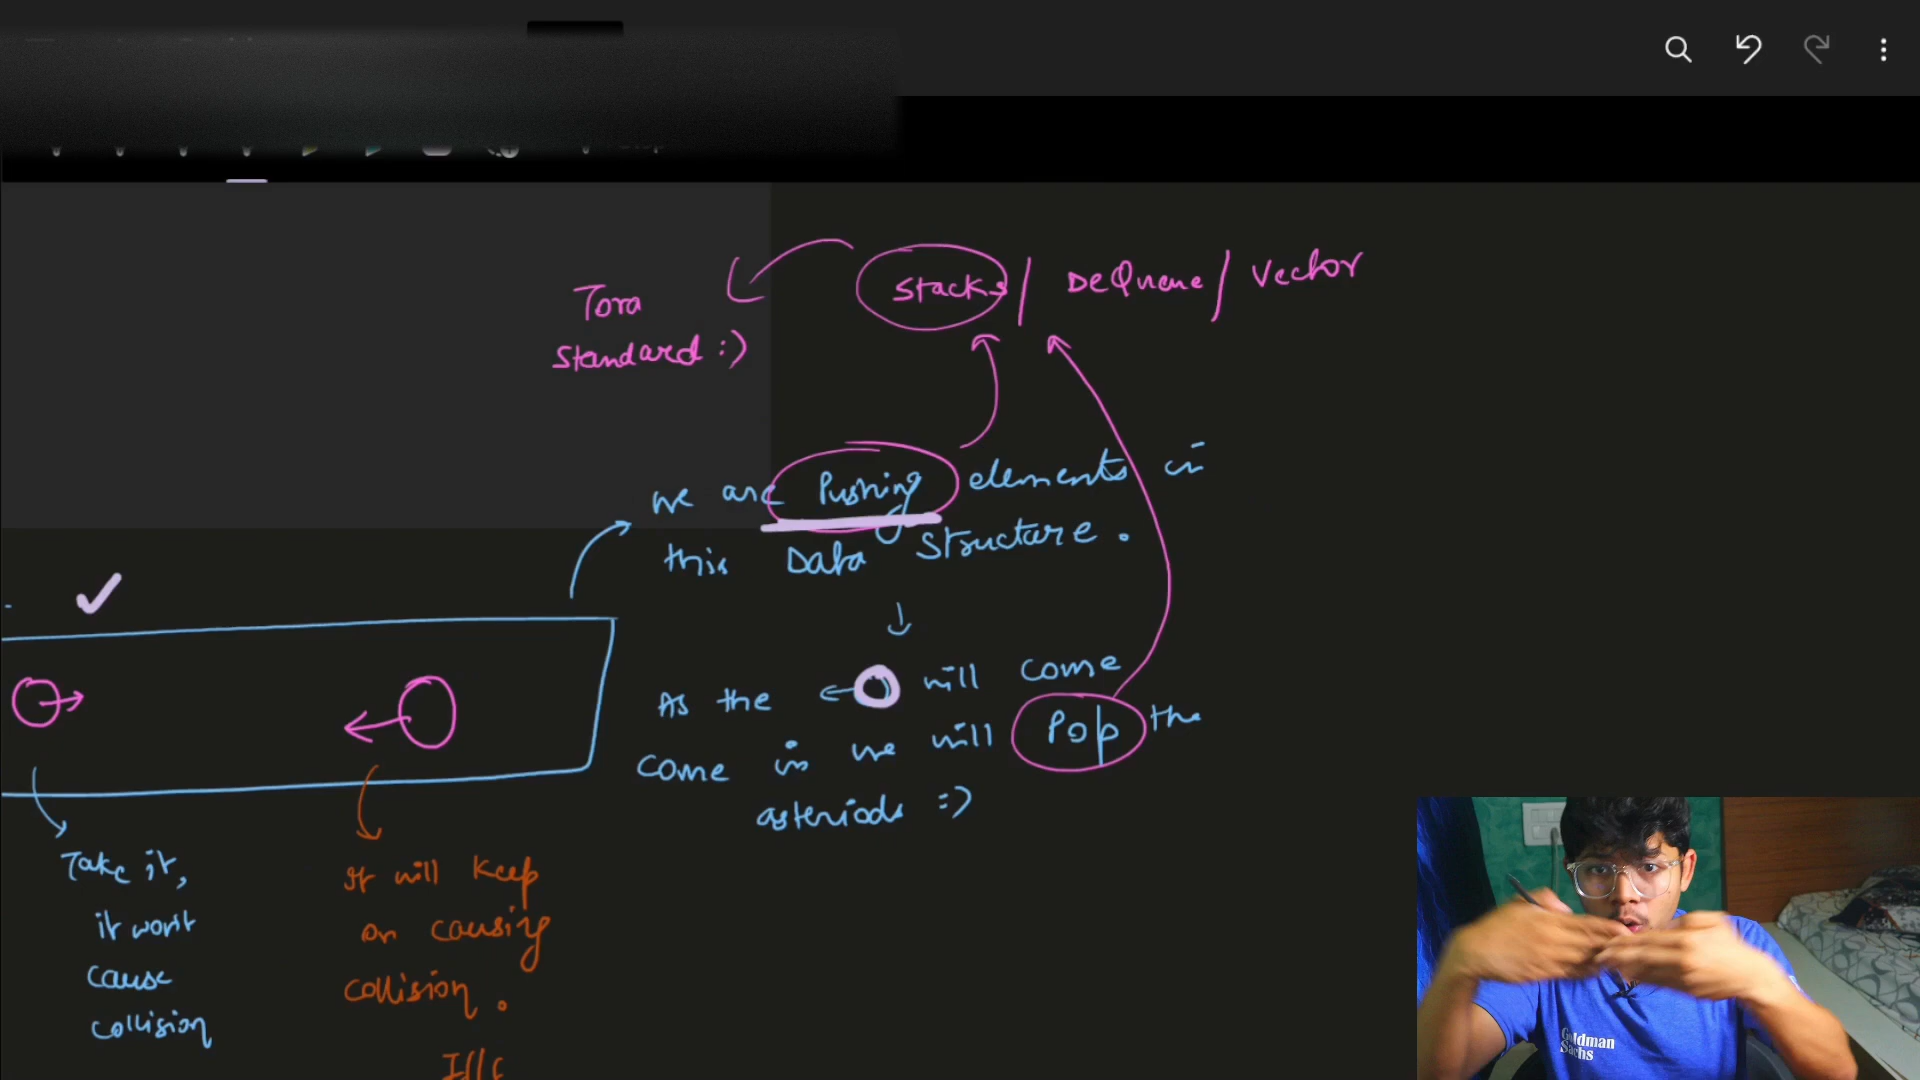 Stacks / DeQueue / Vector
Tora
standard :)
we are Pushing elements in
this Data Structure.
As the will come
come in we will Pop the
asteriods :)
Take it,
it won't
cause
collision
It will keep
on causing
collision.
Goldman
Sachs